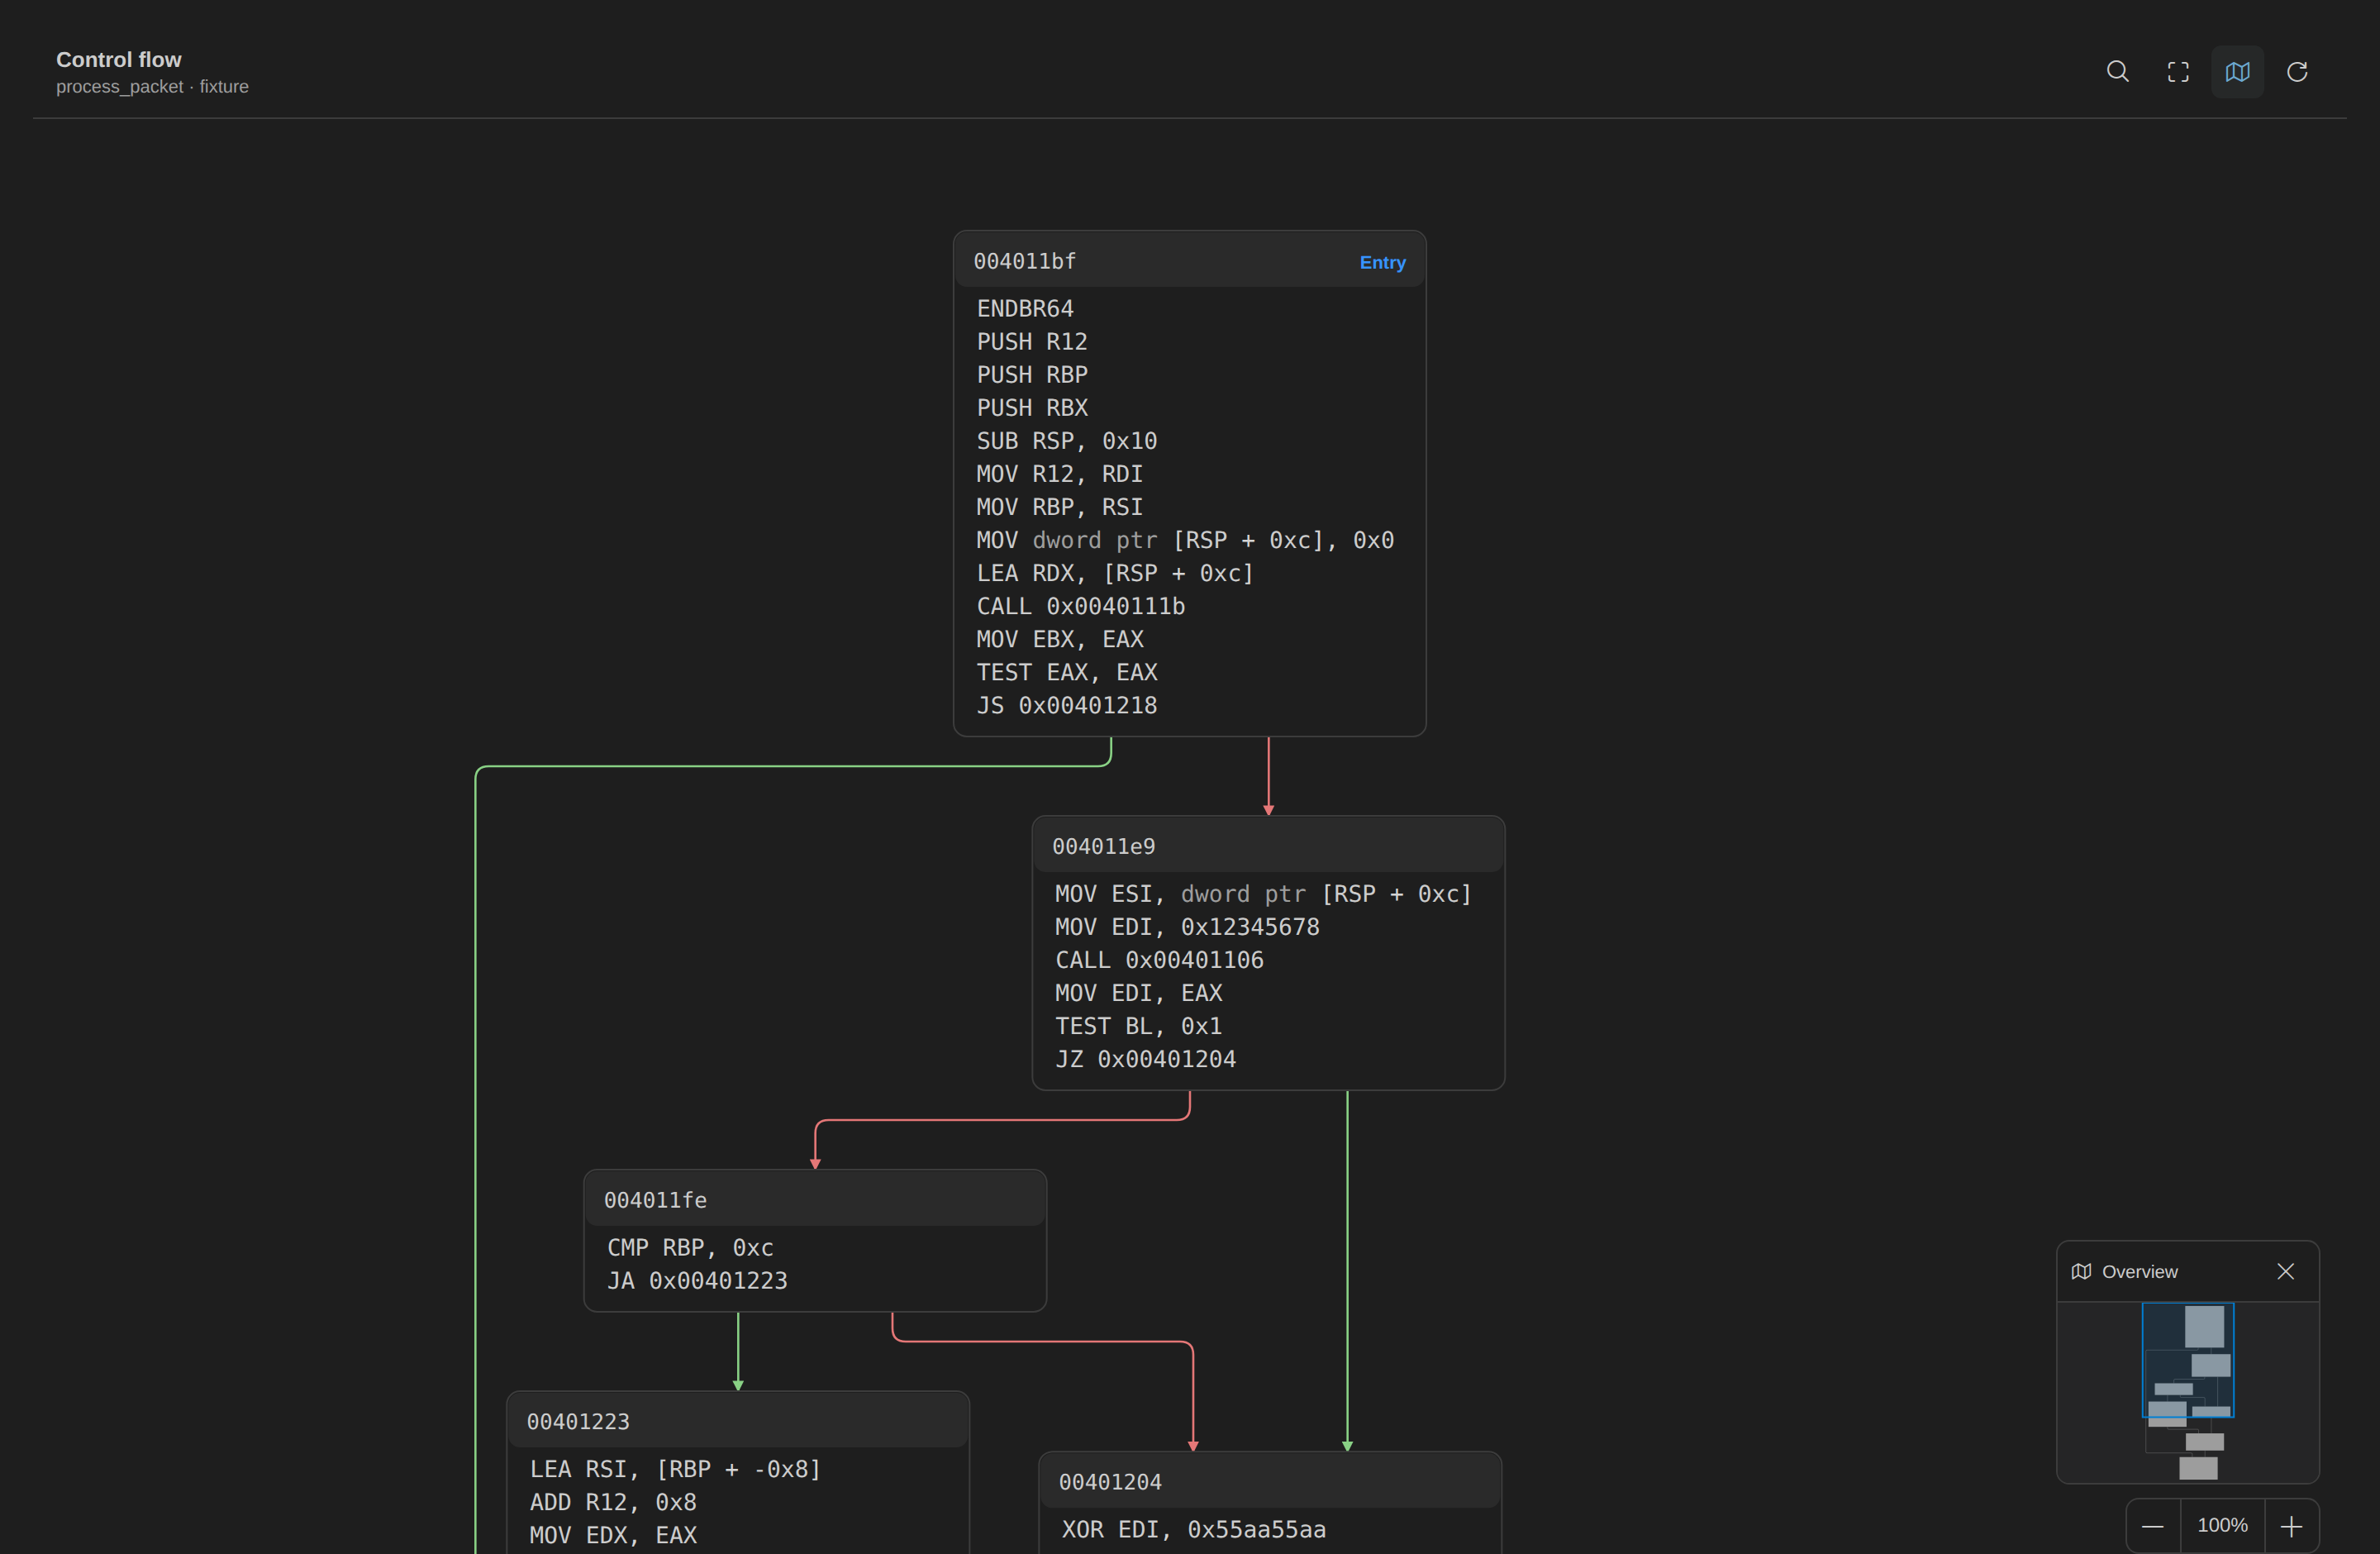 Control flow
process_packet · fixture
004011bf
Entry
ENDBR64
PUSH R12
PUSH RBP
PUSH RBX
SUB RSP, 0x10
MOV R12, RDI
MOV RBP, RSI
MOV dword ptr [RSP + 0xc], 0x0
LEA RDX, [RSP + 0xc]
CALL 0x0040111b
MOV EBX, EAX
TEST EAX, EAX
JS 0x00401218
004011e9
MOV ESI, dword ptr [RSP + 0xc]
MOV EDI, 0x12345678
CALL 0x00401106
MOV EDI, EAX
TEST BL, 0x1
JZ 0x00401204
004011fe
CMP RBP, 0xc
JA 0x00401223
00401223
LEA RSI, [RBP + -0x8]
ADD R12, 0x8
MOV EDX, EAX
00401204
XOR EDI, 0x55aa55aa
Overview
100%